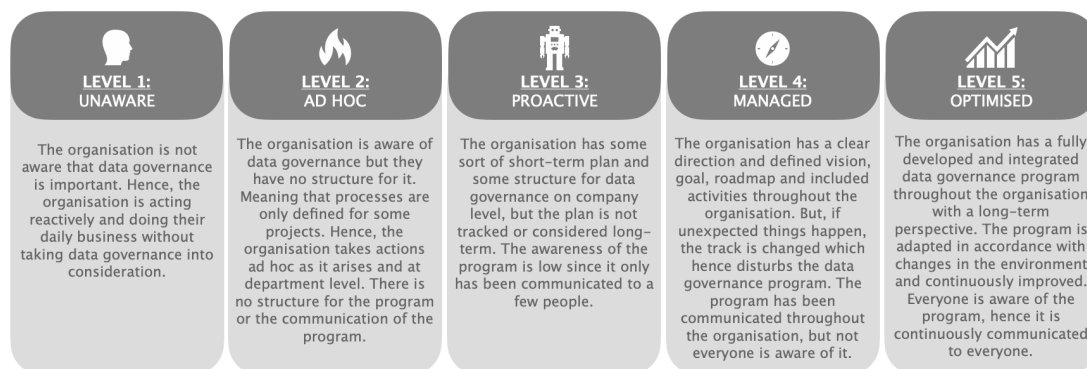 LEVEL 1:
UNAWARE
The organisation is not
aware that data governance
is important. Hence, the
organisation is acting
reactively and doing their
daily business without
taking data governance into
consideration.
LEVEL 2:
AD HOC
The organisation is aware of
data governance but they
have no structure for it.
Meaning that processes are
only defined for some
projects. Hence, the
organisation takes actions
ad hoc as it arises and at
department level. There is
no structure for the program
or the communication of the
program.
LEVEL 3:
PROACTIVE
The organisation has some
sort of short-term plan and
some structure for data
governance on company
level, but the plan is not
tracked or considered long-
term. The awareness of the
program is low since it only
has been communicated to a
few people.
LEVEL 4:
MANAGED
The organisation has a clear
direction and defined vision,
goal, roadmap and included
activities throughout the
organisation. But, if
unexpected things happen,
the track is changed which
hence disturbs the data
governance program. The
program has been
communicated throughout
the organisation, but not
everyone is aware of it.
LEVEL 5:
OPTIMISED
The organisation has a fully
developed and integrated
data governance program
throughout the organisation
with a long-term
perspective. The program is
adapted in accordance with
changes in the environment
and continuously improved.
Everyone is aware of the
program, hence it is
continuously communicated
to everyone.